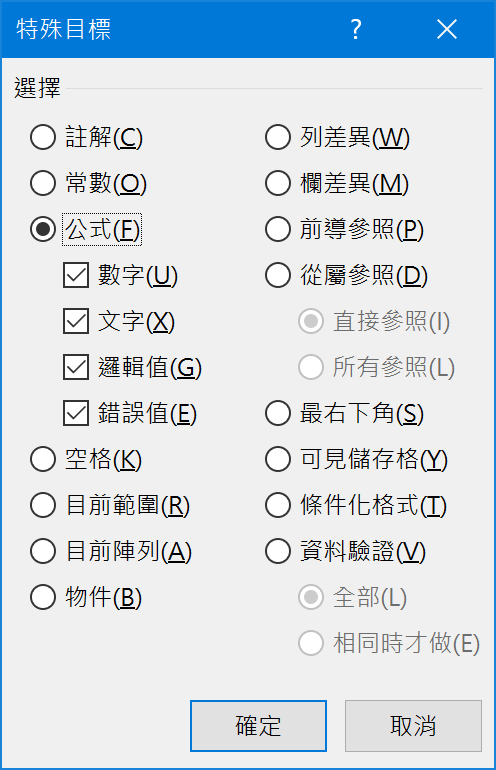 特殊目標
?
選擇
註解(C)
常數(O)
公式(F)
數字(U)
文字(X)
邏輯值(G)
錯誤值(E)
空格(K)
目前範圍(R)
目前陣列(A)
物件(B)
列差異(W)
欄差異(M)
前導參照(P)
從屬參照(D)
直接參照(I)
所有參照(L)
最右下角(S)
可見儲存格(Y)
條件化格式(T)
資料驗證(V)
全部(L)
相同時才做(E)
確定
取消